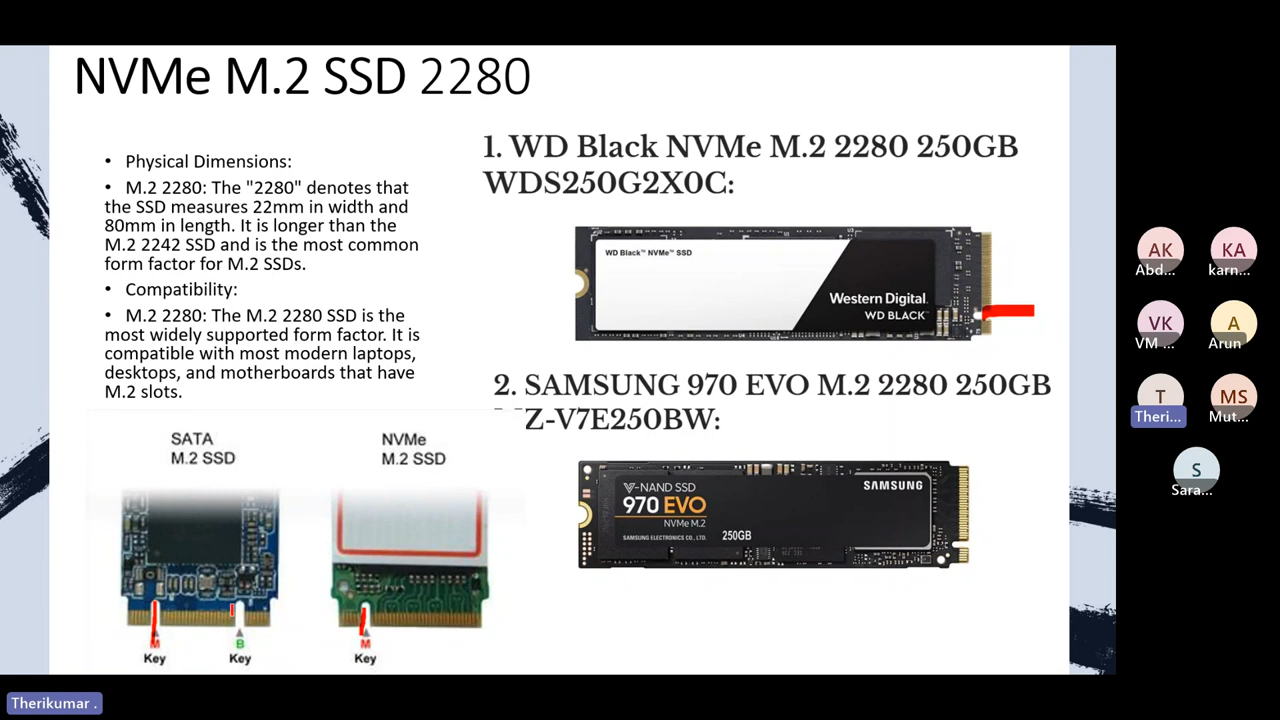 NVMe M.2 SSD 2280
• Physical Dimensions:
• M.2 2280: The "2280" denotes that
the SSD measures 22mm in width and
80mm in length. It is longer than the
M.2 2242 SSD and is the most common
form factor for M.2 SSDs.
• Compatibility:
• M.2 2280: The M.2 2280 SSD is the
most widely supported form factor. It is
compatible with most modern laptops,
desktops, and motherboards that have
M.2 slots.
SATA
M.2 SSD
NVMe
M.2 SSD
M
Key
B
Key
M
Key
1. WD Black NVMe M.2 2280 250GB
WDS250G2X0C:
WD Black™ NVMe™ SSD
Western Digital.
WD BLACK™
2. SAMSUNG 970 EVO M.2 2280 250GB
Z-V7E250BW:
V-NAND SSD
970 EVO
NVMe M.2
SAMSUNG ELECTRONICS CO., LTD.
250GB
SAMSUNG
AK
Abd...
KA
karn...
VK
VM ...
A
Arun
T
Theri...
MS
Mut...
S
Sara...
Therikumar .